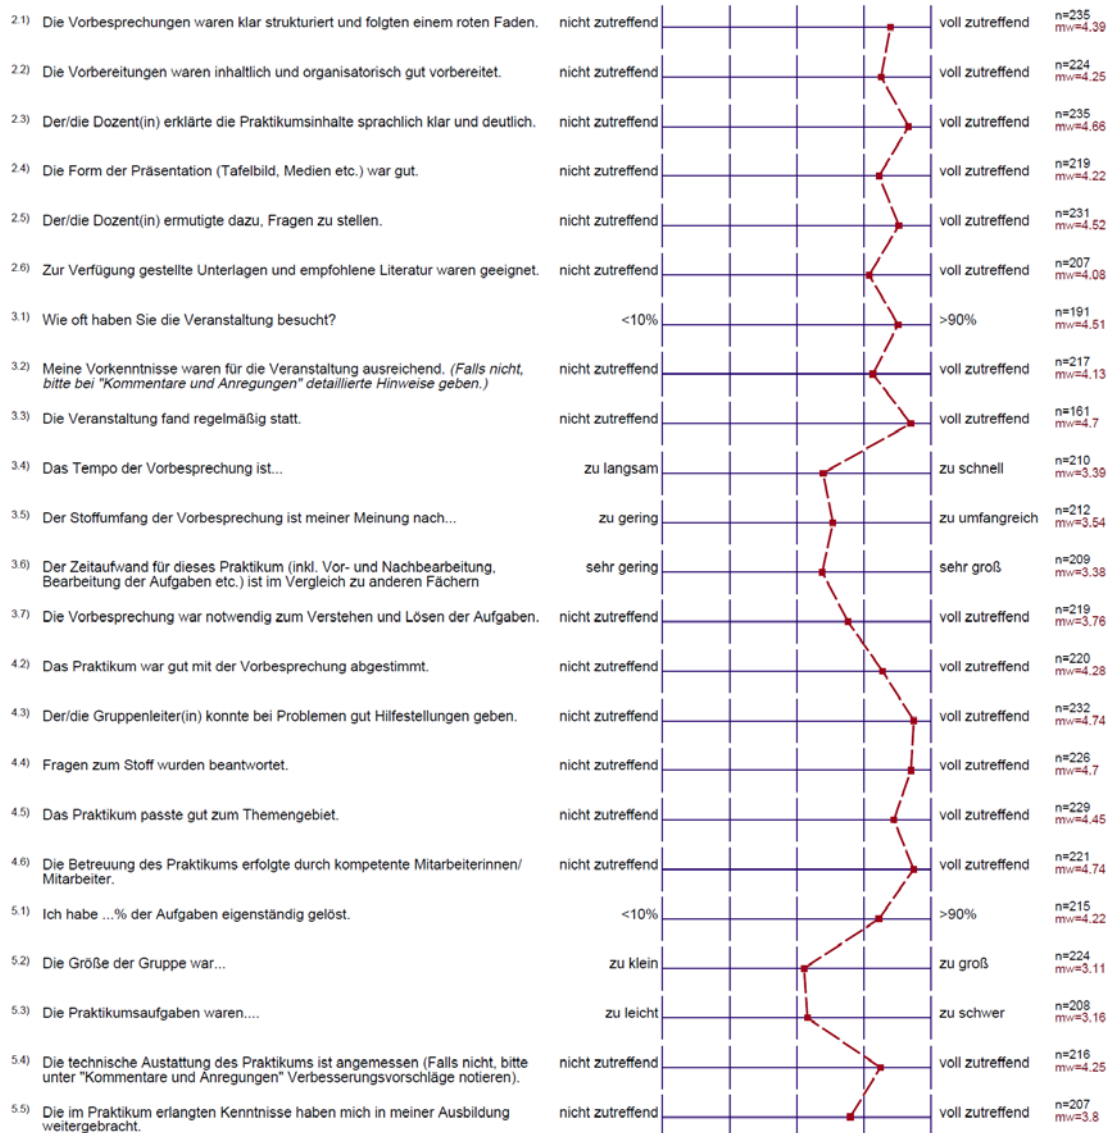 2.1) Die Vorbesprechungen waren klar strukturiert und folgten einem roten Faden. nicht zutreffend voll zutreffend n=235 mw=4.39
2.2) Die Vorbereitungen waren inhaltlich und organisatorisch gut vorbereitet. nicht zutreffend voll zutreffend n=224 mw=4.25
2.3) Der/die Dozent(in) erklärte die Praktikumsinhalte sprachlich klar und deutlich. nicht zutreffend voll zutreffend n=235 mw=4.66
2.4) Die Form der Präsentation (Tafelbild, Medien etc.) war gut. nicht zutreffend voll zutreffend n=219 mw=4.22
2.5) Der/die Dozent(in) ermutigte dazu, Fragen zu stellen. nicht zutreffend voll zutreffend n=231 mw=4.52
2.6) Zur Verfügung gestellte Unterlagen und empfohlene Literatur waren geeignet. nicht zutreffend voll zutreffend n=207 mw=4.08
3.1) Wie oft haben Sie die Veranstaltung besucht? <10% >90% n=191 mw=4.51
3.2) Meine Vorkenntnisse waren für die Veranstaltung ausreichend. (Falls nicht, nicht zutreffend voll zutreffend n=217 mw=4.13
bitte bei "Kommentare und Anregungen" detaillierte Hinweise geben.)
3.3) Die Veranstaltung fand regelmäßig statt. nicht zutreffend voll zutreffend n=161 mw=4.7
3.4) Das Tempo der Vorbesprechung ist... zu langsam zu schnell n=210 mw=3.39
3.5) Der Stoffumfang der Vorbesprechung ist meiner Meinung nach... zu gering zu umfangreich n=212 mw=3.54
3.6) Der Zeitaufwand für dieses Praktikum (inkl. Vor- und Nachbearbeitung, sehr gering sehr groß n=209 mw=3.38
Bearbeitung der Aufgaben etc.) ist im Vergleich zu anderen Fächern
3.7) Die Vorbesprechung war notwendig zum Verstehen und Lösen der Aufgaben. nicht zutreffend voll zutreffend n=219 mw=3.76
4.2) Das Praktikum war gut mit der Vorbesprechung abgestimmt. nicht zutreffend voll zutreffend n=220 mw=4.28
4.3) Der/die Gruppenleiter(in) konnte bei Problemen gut Hilfestellungen geben. nicht zutreffend voll zutreffend n=232 mw=4.74
4.4) Fragen zum Stoff wurden beantwortet. nicht zutreffend voll zutreffend n=226 mw=4.7
4.5) Das Praktikum passte gut zum Themengebiet. nicht zutreffend voll zutreffend n=229 mw=4.45
4.6) Die Betreuung des Praktikums erfolgte durch kompetente Mitarbeiterinnen/ nicht zutreffend voll zutreffend n=221 mw=4.74
Mitarbeiter.
5.1) Ich habe ...% der Aufgaben eigenständig gelöst. <10% >90% n=215 mw=4.22
5.2) Die Größe der Gruppe war... zu klein zu groß n=224 mw=3.11
5.3) Die Praktikumsaufgaben waren.... zu leicht zu schwer n=208 mw=3.16
5.4) Die technische Austattung des Praktikums ist angemessen (Falls nicht, bitte nicht zutreffend voll zutreffend n=216 mw=4.25
unter "Kommentare und Anregungen" Verbesserungsvorschläge notieren).
5.5) Die im Praktikum erlangten Kenntnisse haben mich in meiner Ausbildung nicht zutreffend voll zutreffend n=207 mw=3.8
weitergebracht.